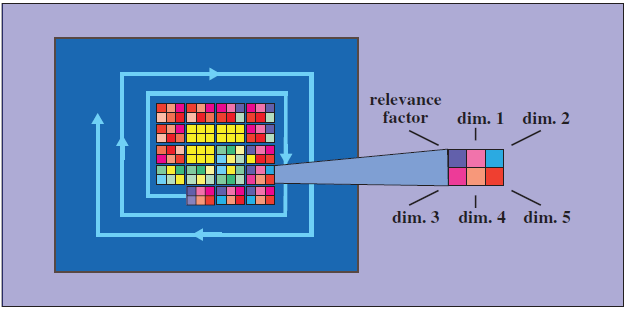 relevance
factor
dim. 1
dim. 2
dim. 3
dim. 4
dim. 5